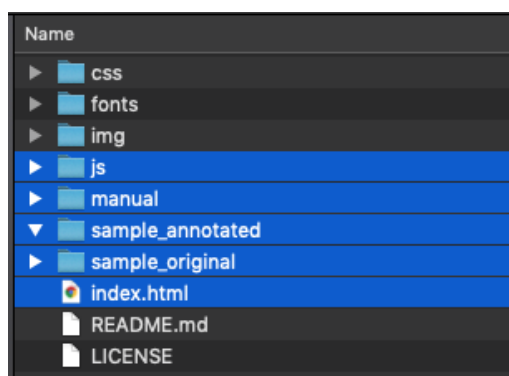 Name
css
fonts
img
js
manual
sample_annotated
sample_original
index.html
README.md
LICENSE